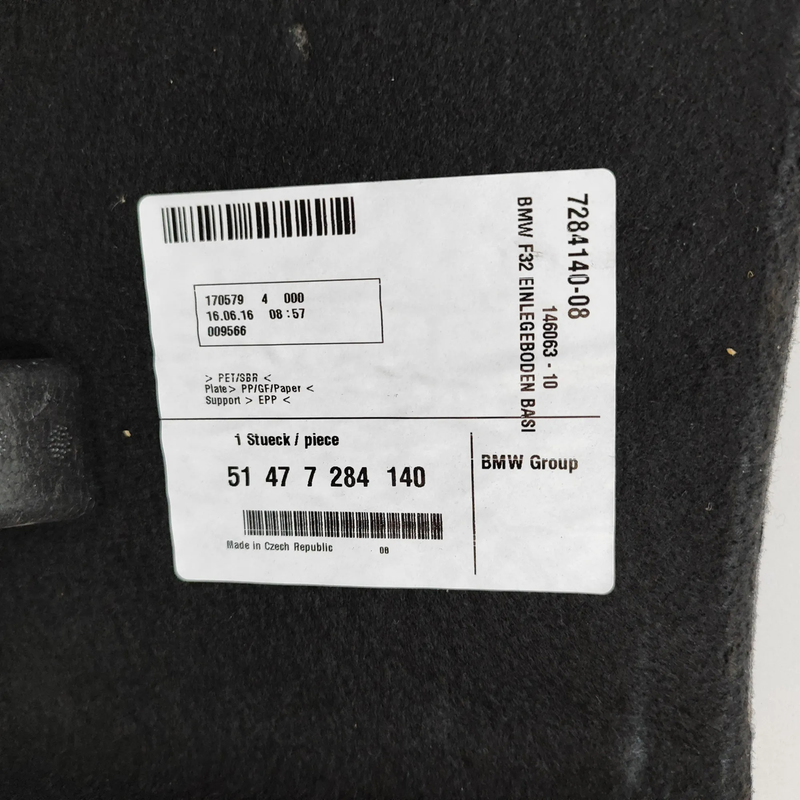 170579 4 000
16.06.16 08:57
009566
> PET/SBR <
Plate> PP/GF/Paper <
Support > EPP <
7284140-08
146063 - 10
BMW F32 EINLEGEBODEN BASI
1 Stueck / piece
51 47 7 284 140
Made in Czech Republic 08
BMW Group